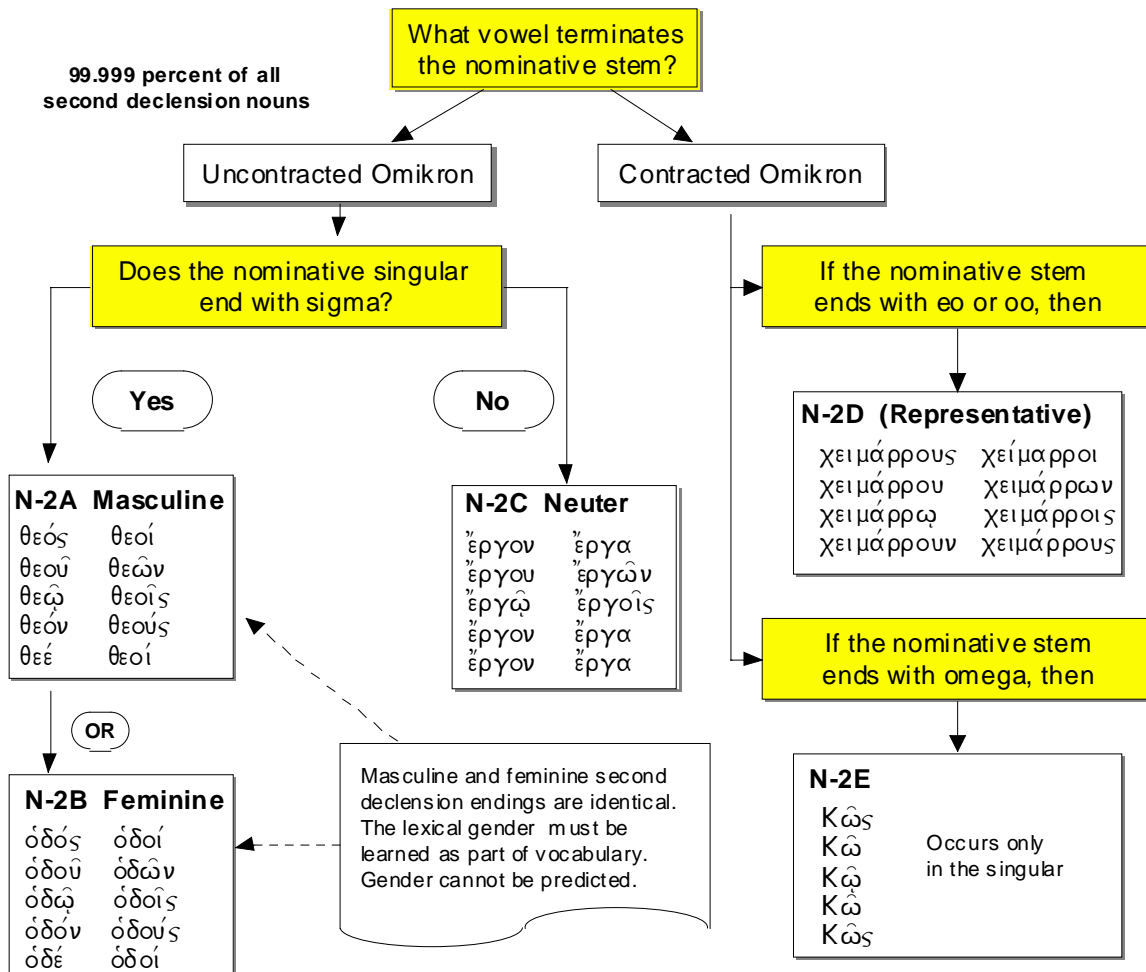 What vowel terminates
the nominative stem?
99.999 percent of all
second declension nouns
Uncontracted Omikron
Contracted Omikron
Does the nominative singular
end with sigma?
If the nominative stem
ends with eo or oo, then
Yes
No
N-2D (Representative)
χειμάρρους χείμαρροι
χειμάρρου χειμάρρων
χειμάρρῳ χειμάρροις
χειμάρρουν χειμάρρους
N-2A Masculine
θεός θεοί
θεοῦ θεῶν
θεῷ θεοῖς
θεόν θεούς
θεέ θεοί
N-2C Neuter
ἔργον ἔργα
ἔργου ἔργῶν
ἔργῷ ἔργοῖς
ἔργον ἔργα
ἔργον ἔργα
If the nominative stem
ends with omega, then
OR
N-2B Feminine
ὁδός ὁδοί
ὁδοῦ ὁδῶν
ὁδῷ ὁδοῖς
ὁδόν ὁδούς
ὁδέ ὁδοί
Masculine and feminine second
declension endings are identical.
The lexical gender must be
learned as part of vocabulary.
Gender cannot be predicted.
N-2E
Κῶς
Κῶ
Κῷ
Κῶ
Κῶς
Occurs only
in the singular